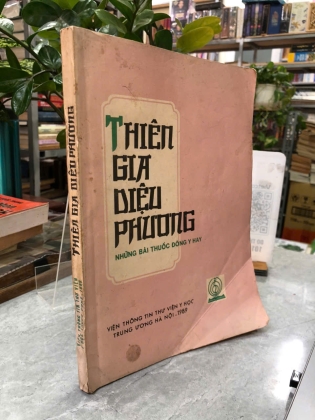 THIÊN
GIA
DIỆU
PHƯƠNG
NHỮNG BÀI THUỐC ĐÔNG Y HAY
VIỆN THÔNG TIN THƯ VIỆN Y HỌC
TRUNG ƯƠNG HÀ NỘI - 1989
THIÊN GIA DIỆU PHƯƠNG